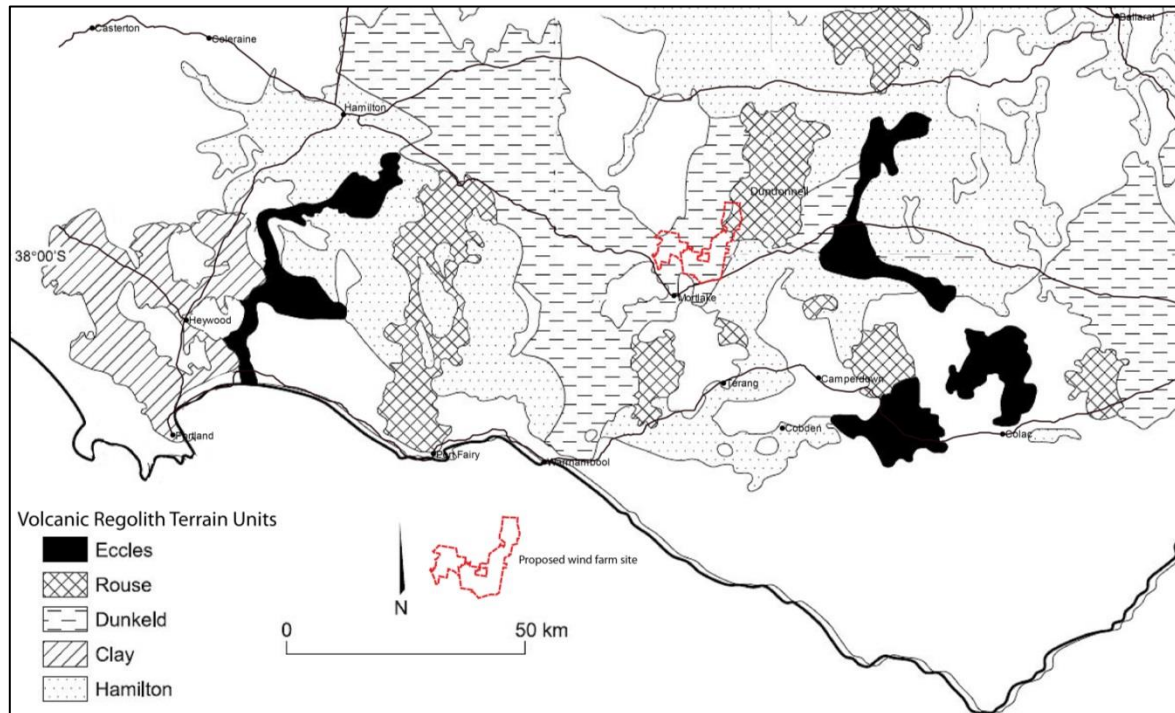 Casterton
Coleraine
Ballarat
Hamilton
Dundonnell
38°00'S
Mortlake
Heywood
Terang
Camperdown
Portland
Port Fairy
Warrnambool
Cobden
Colac
Volcanic Regolith Terrain Units
Eccles
Rouse
Dunkeld
Clay
Hamilton
Proposed wind farm site
N
0 50 km